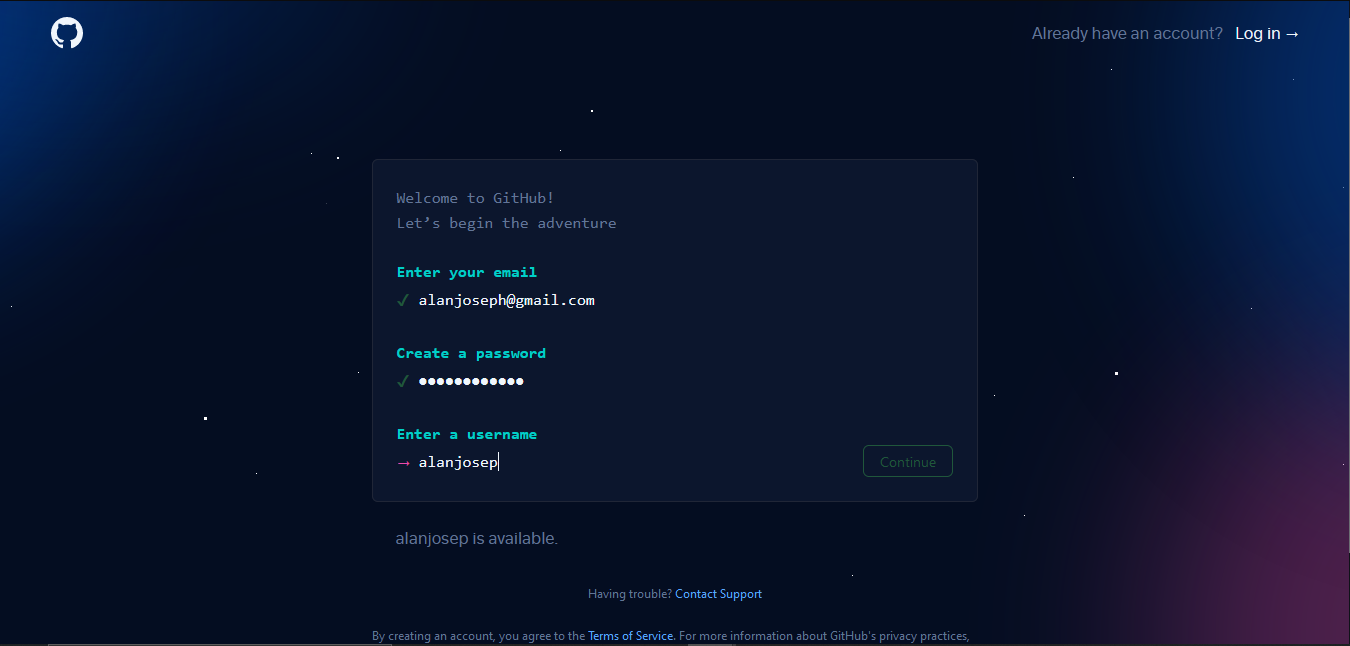 Already have an account? Log in →
Welcome to GitHub!
Let’s begin the adventure
Enter your email
✓ alanjoseph@gmail.com
Create a password
✓ ●●●●●●●●●●●●
Enter a username
→ alanjosep
Continue
alanjosep is available.
Having trouble? Contact Support
By creating an account, you agree to the Terms of Service. For more information about GitHub's privacy practices,